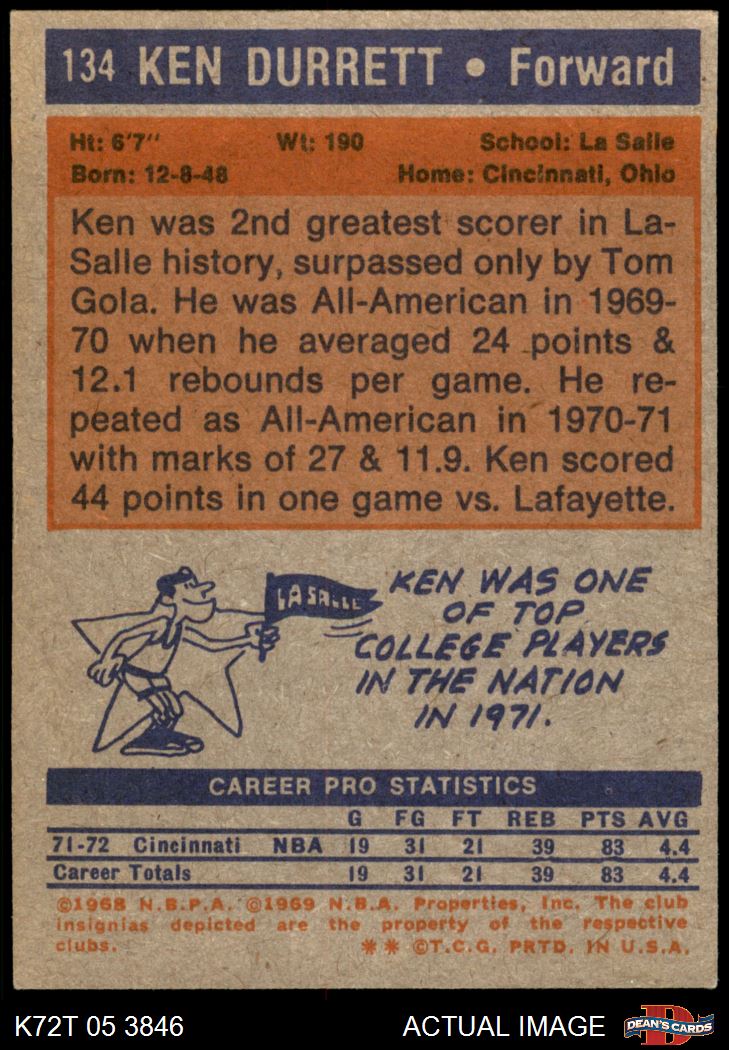 134 KEN DURRETT • Forward
Ht: 6'7" Wt: 190 School: La Salle
Born: 12-8-48 Home: Cincinnati, Ohio
Ken was 2nd greatest scorer in La-
Salle history, surpassed only by Tom
Gola. He was All-American in 1969-
70 when he averaged 24 points &
12.1 rebounds per game. He re-
peated as All-American in 1970-71
with marks of 27 & 11.9. Ken scored
44 points in one game vs. Lafayette.
LA SALLE
KEN WAS ONE
OF TOP
COLLEGE PLAYERS
IN THE NATION
IN 1971.
CAREER PRO STATISTICS
G FG FT REB PTS AVG
71-72 Cincinnati NBA 19 31 21 39 83 4.4
Career Totals 19 31 21 39 83 4.4
©1968 N.B.P.A. ©1969 N.B.A. Properties, Inc. The club
insignias depicted are the property of the respective
clubs. ** ©T.C.G. PRTD. IN U.S.A.
K72T 05 3846 ACTUAL IMAGE D DEAN'S CARDS